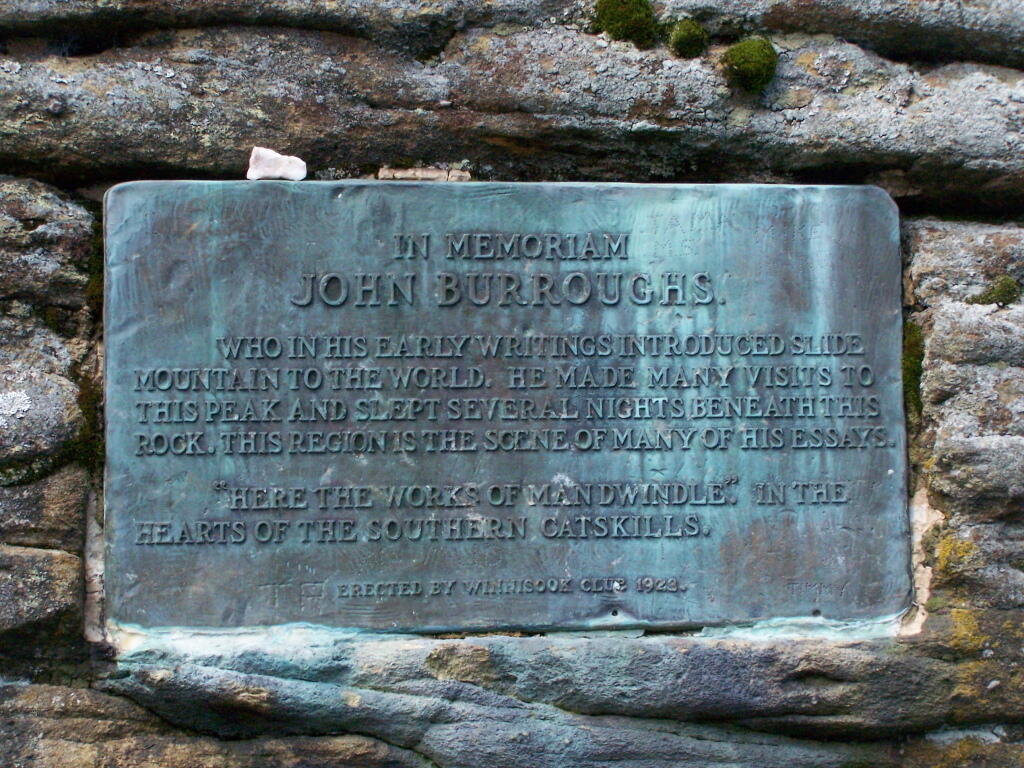 IN MEMORIAM
JOHN BURROUGHS.
WHO IN HIS EARLY WRITINGS INTRODUCED SLIDE
MOUNTAIN TO THE WORLD. HE MADE MANY VISITS TO
THIS PEAK AND SLEPT SEVERAL NIGHTS BENEATH THIS
ROCK. THIS REGION IS THE SCENE OF MANY OF HIS ESSAYS.
"HERE THE WORKS OF MAN DWINDLE". IN THE
HEARTS OF THE SOUTHERN CATSKILLS.
ERECTED BY WINNISOOK CLUB 1923.